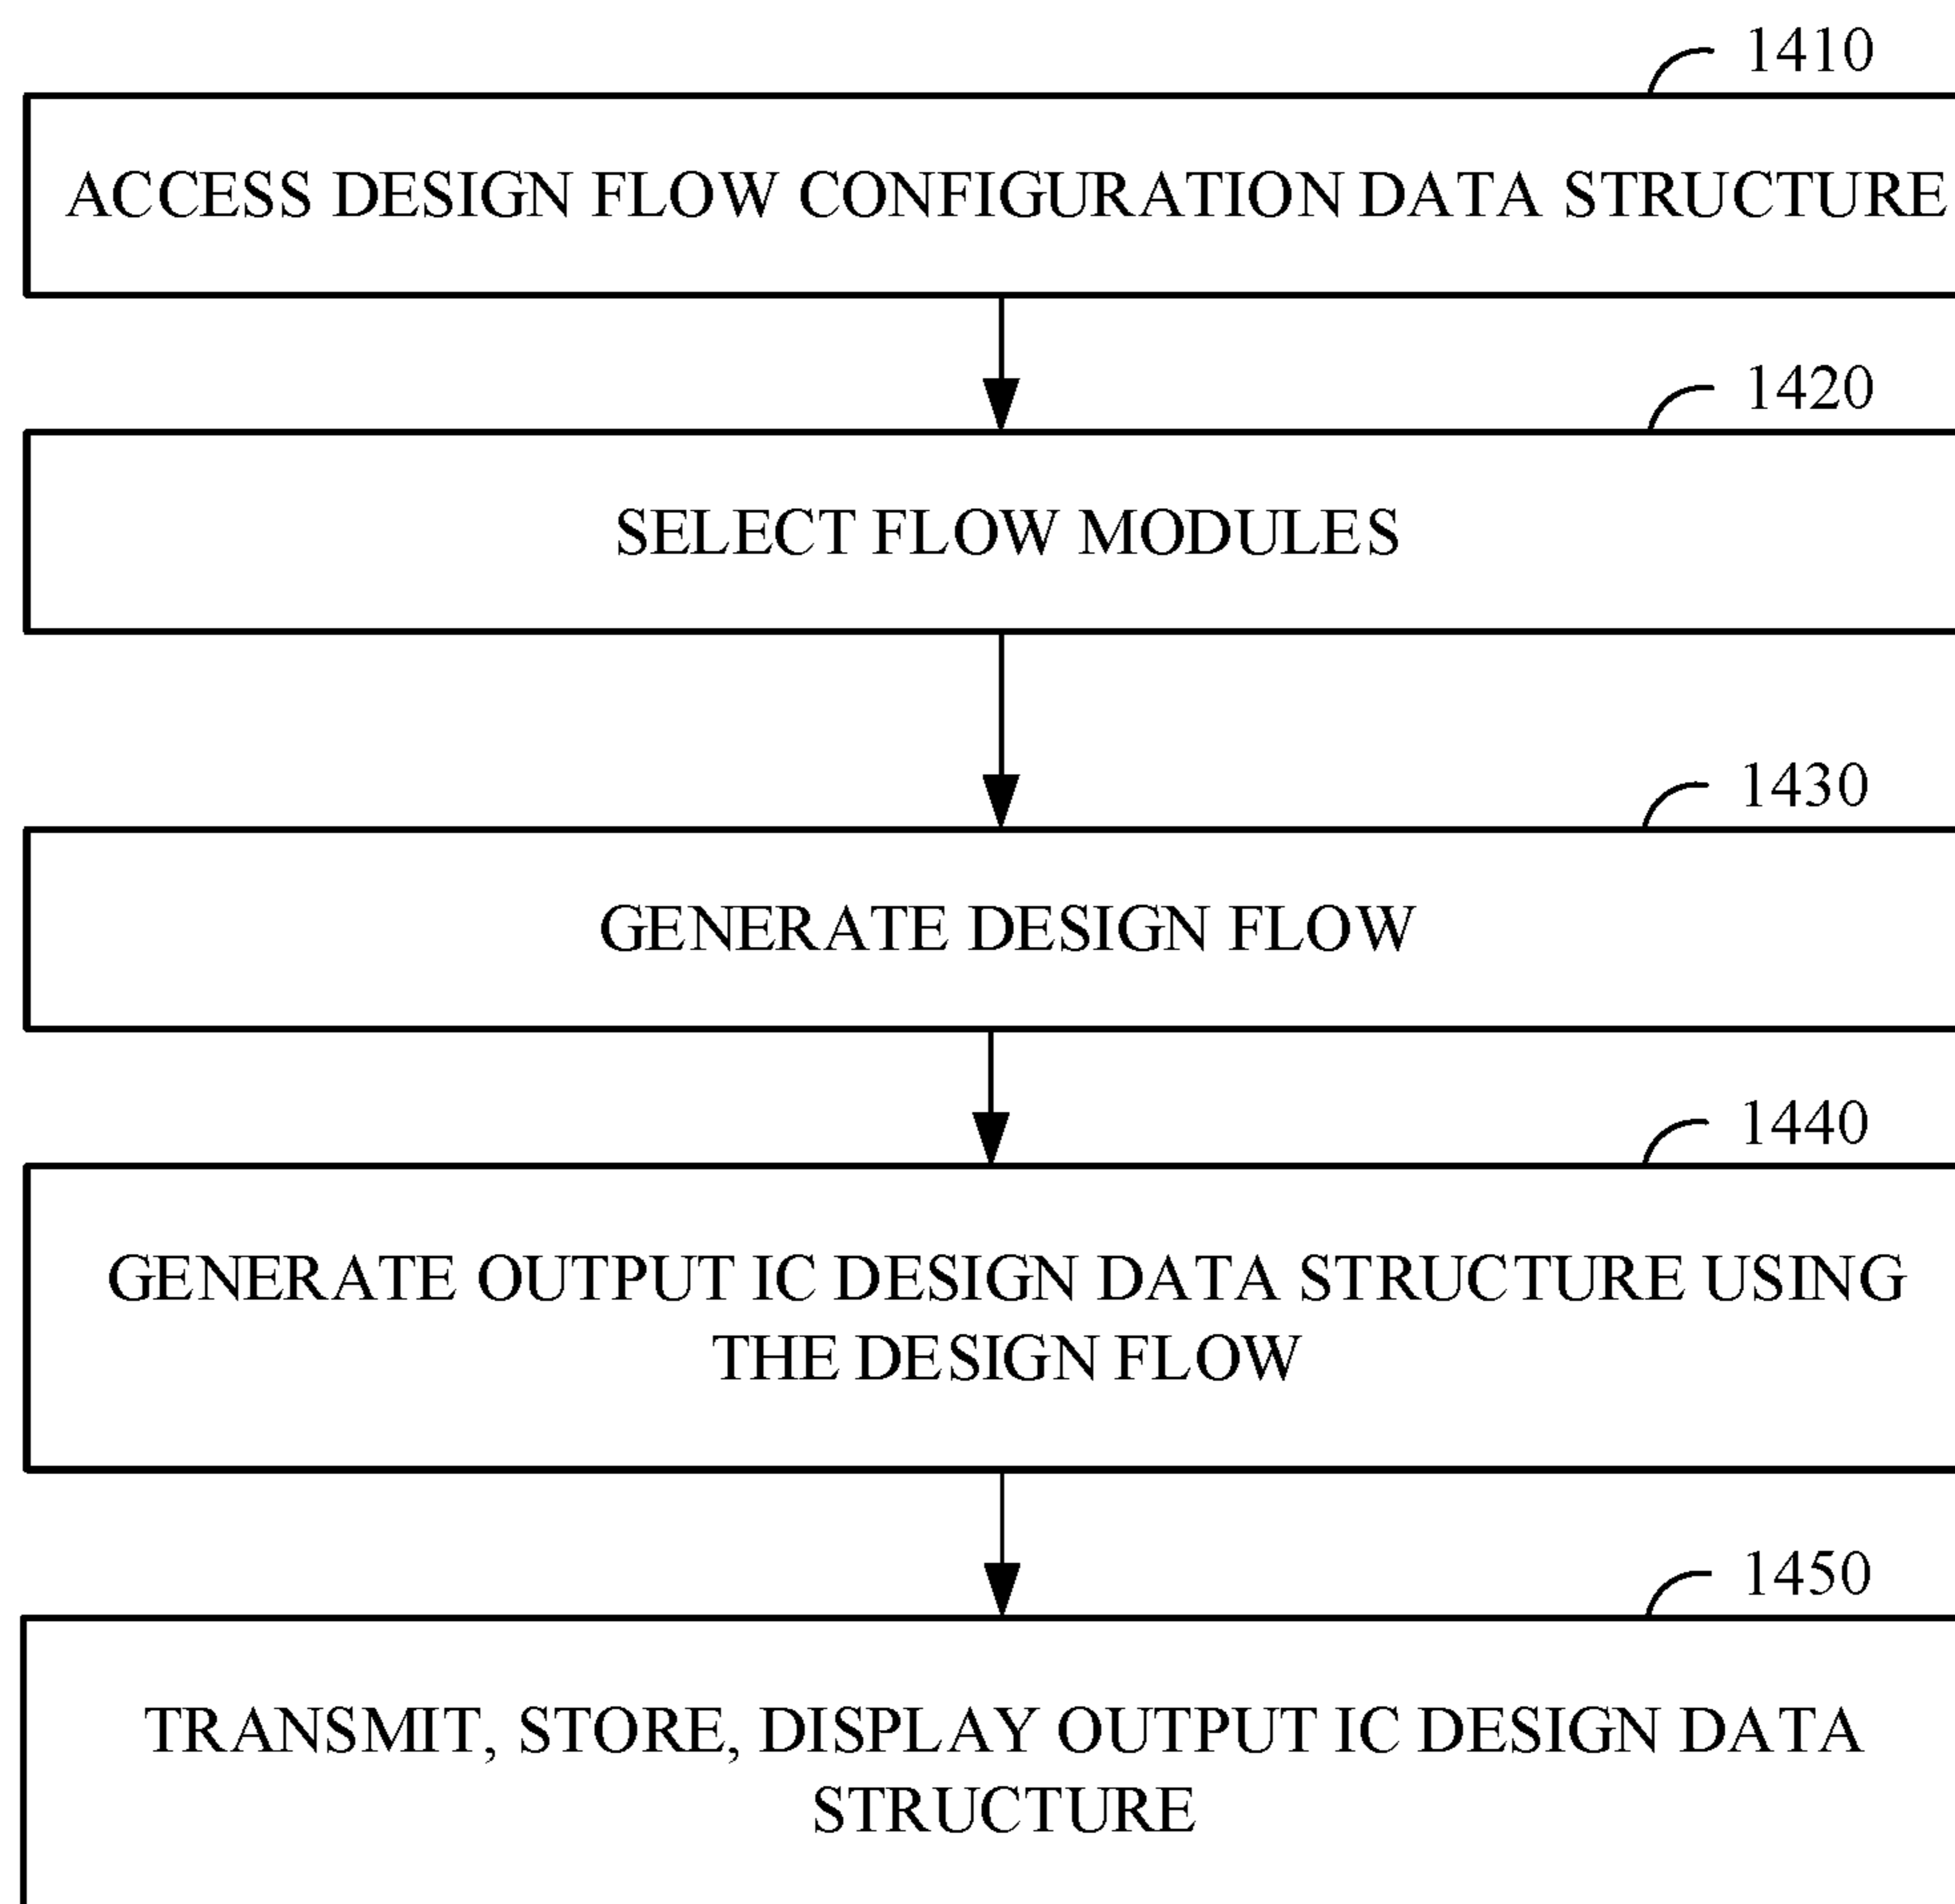 1410
ACCESS DESIGN FLOW CONFIGURATION DATA STRUCTURE
1420
SELECT FLOW MODULES
1430
GENERATE DESIGN FLOW
1440
GENERATE OUTPUT IC DESIGN DATA STRUCTURE USING
THE DESIGN FLOW
1450
TRANSMIT, STORE, DISPLAY OUTPUT IC DESIGN DATA
STRUCTURE